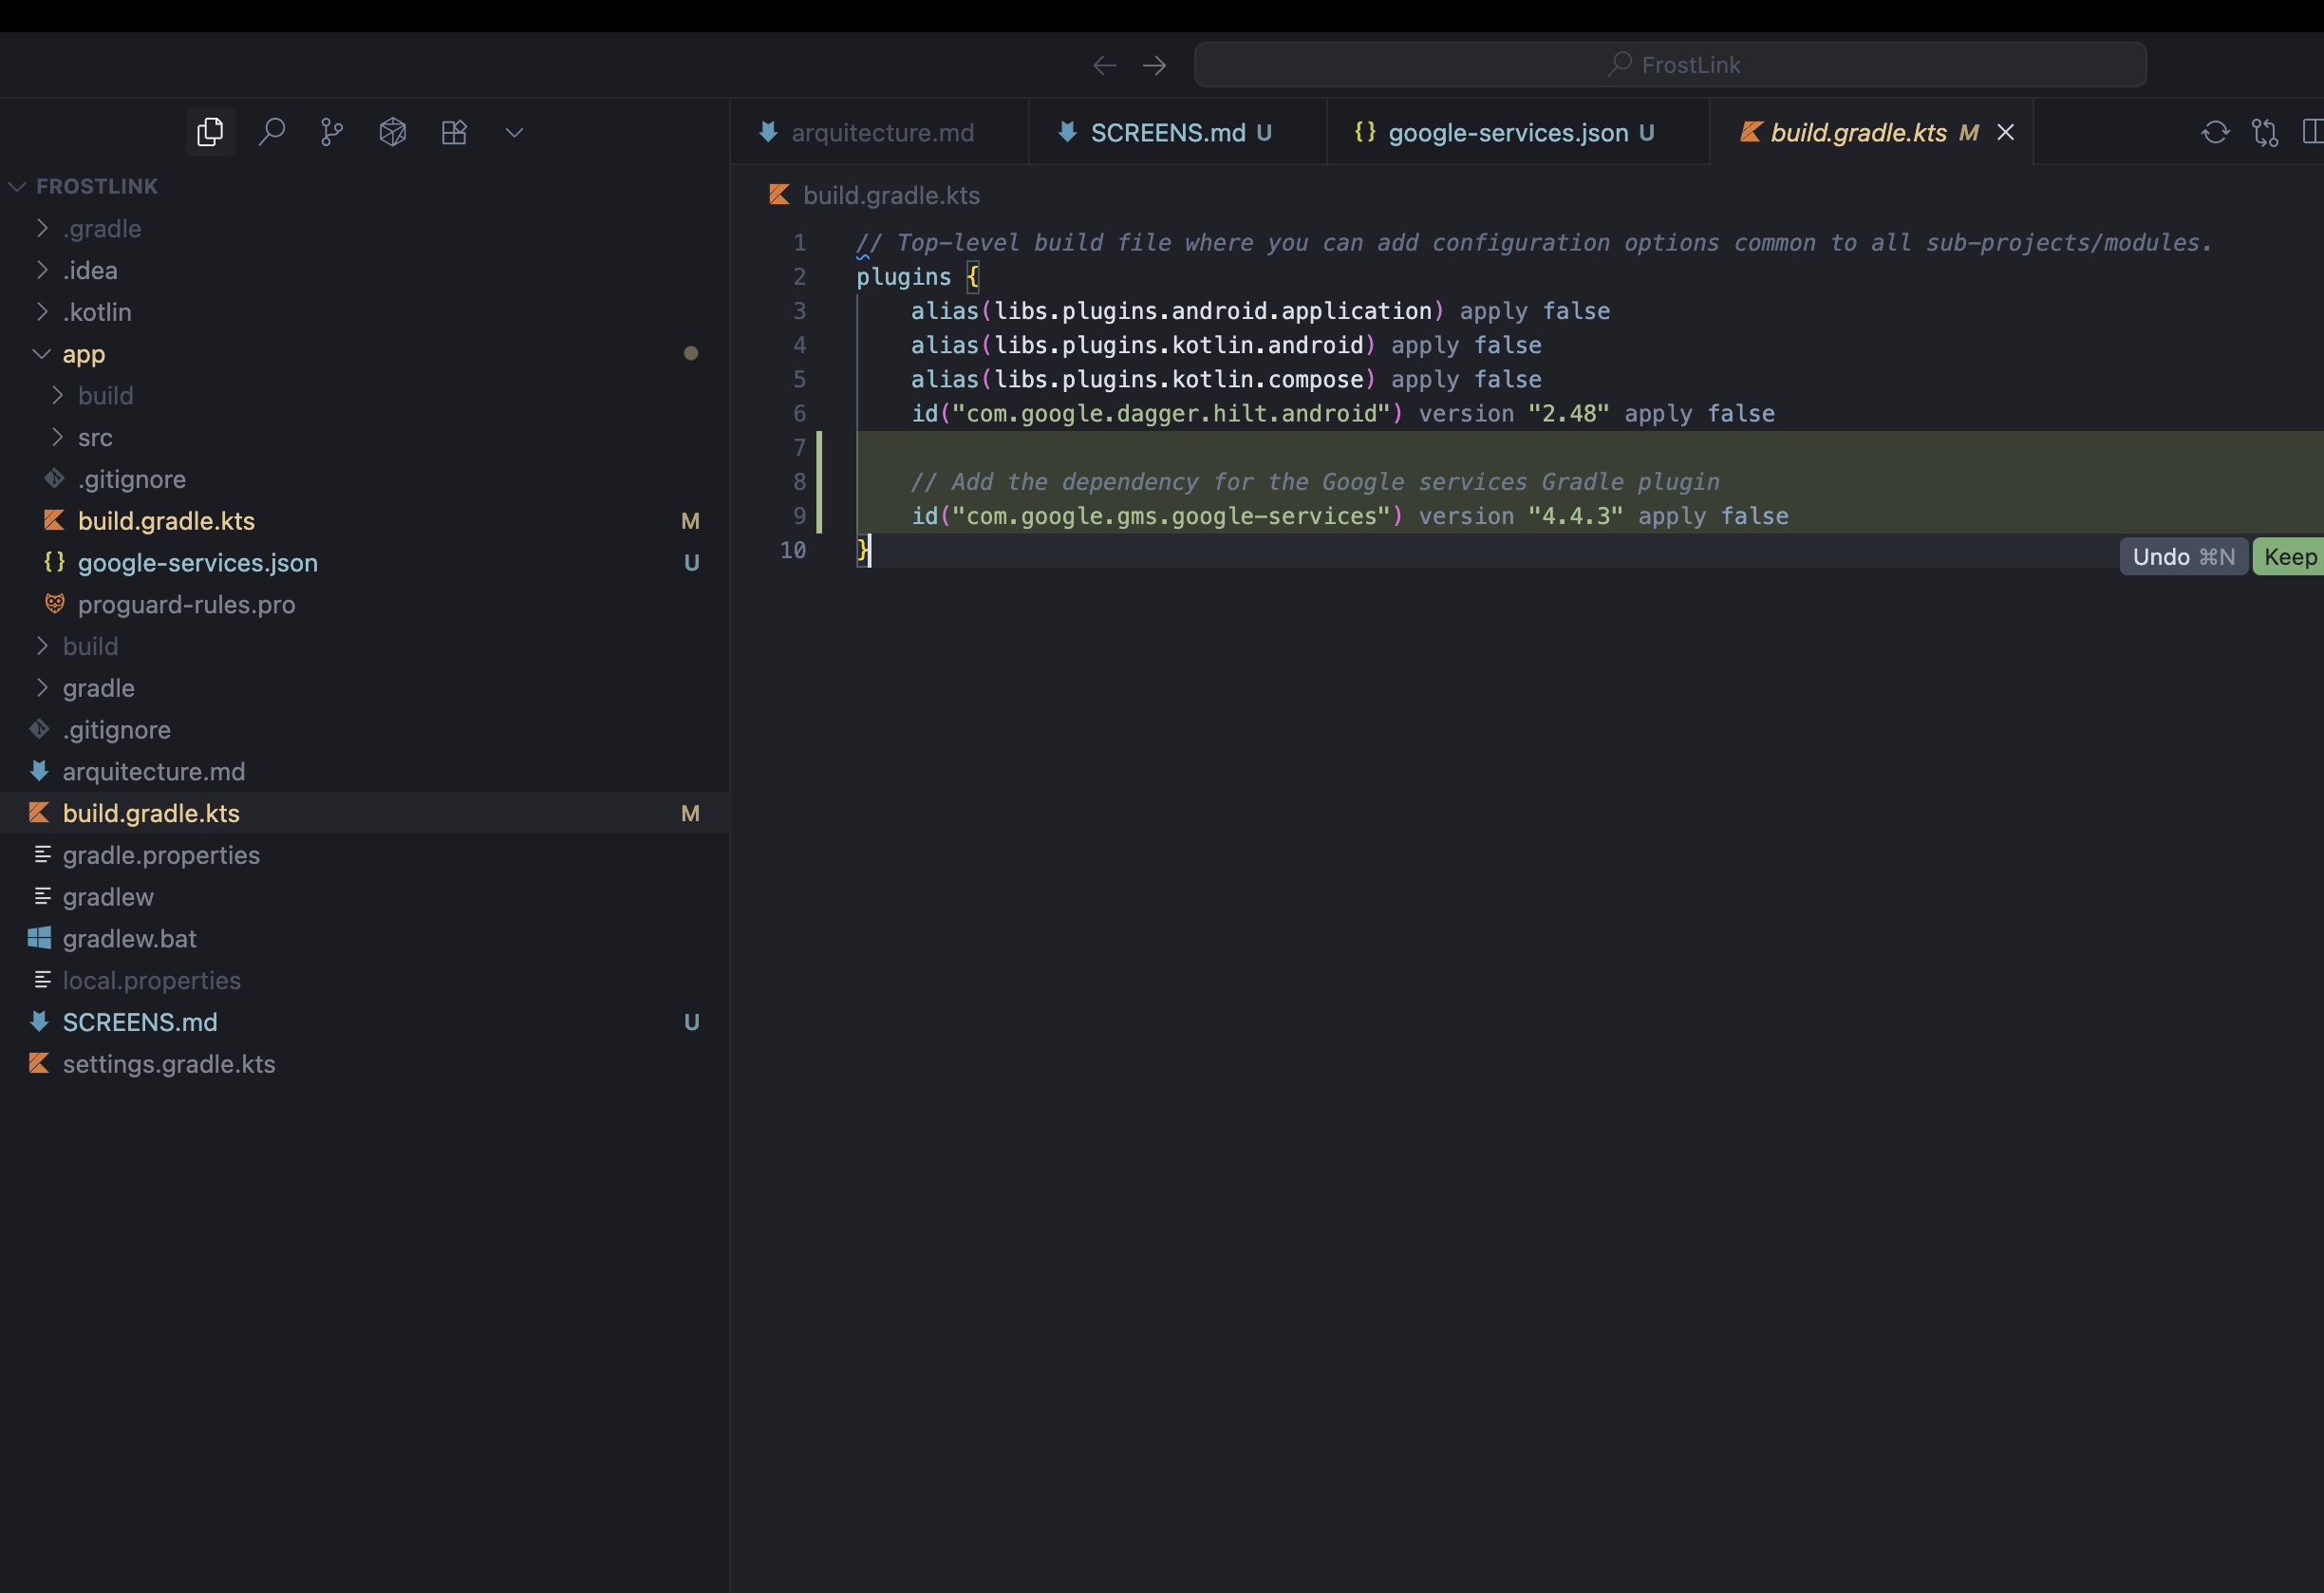 FrostLink
arquitecture.md
SCREENS.md U
google-services.json U
build.gradle.kts M
FROSTLINK
.gradle
.idea
.kotlin
app
build
src
.gitignore
build.gradle.kts M
google-services.json U
proguard-rules.pro
build
gradle
.gitignore
arquitecture.md
build.gradle.kts M
gradle.properties
gradlew
gradlew.bat
local.properties
SCREENS.md U
settings.gradle.kts
build.gradle.kts
1 // Top-level build file where you can add configuration options common to all sub-projects/modules.
2 plugins {
3 alias(libs.plugins.android.application) apply false
4 alias(libs.plugins.kotlin.android) apply false
5 alias(libs.plugins.kotlin.compose) apply false
6 id("com.google.dagger.hilt.android") version "2.48" apply false
7
8 // Add the dependency for the Google services Gradle plugin
9 id("com.google.gms.google-services") version "4.4.3" apply false
10 }
Undo ⌘N Keep